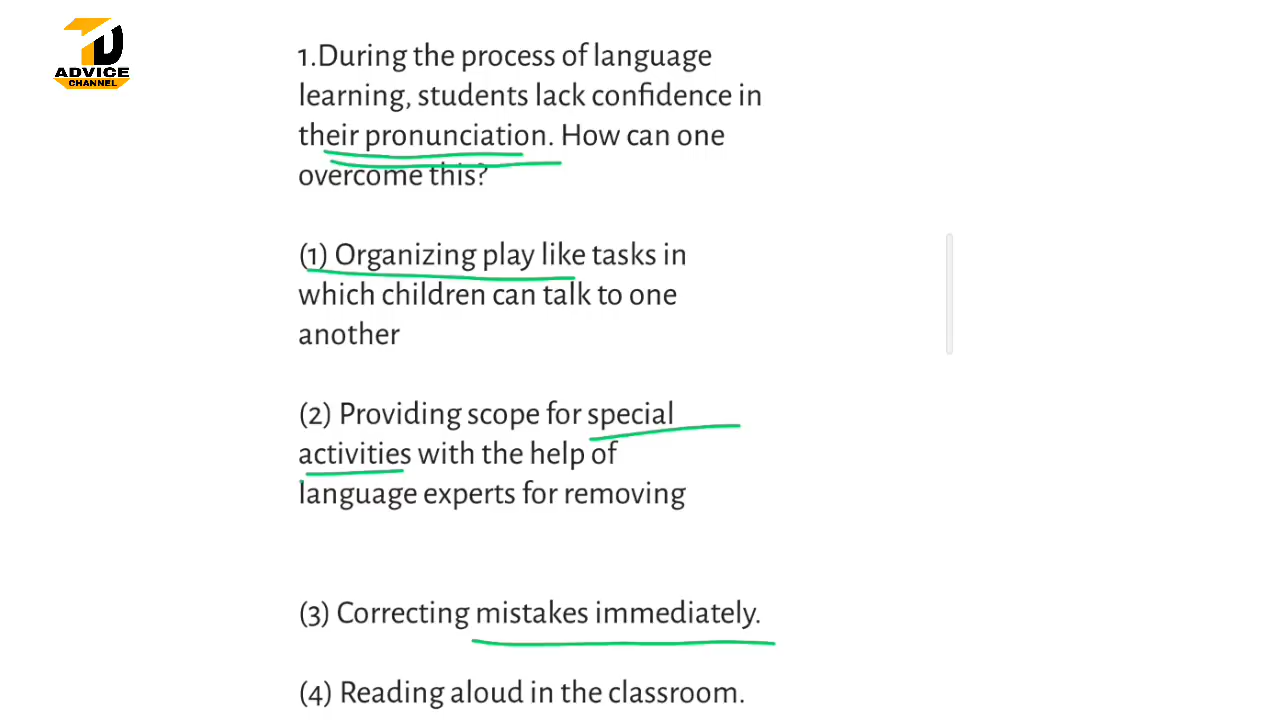 TD
ADVICE
CHANNEL
1.During the process of language
learning, students lack confidence in
their pronunciation. How can one
overcome this?
(1) Organizing play like tasks in
which children can talk to one
another
(2) Providing scope for special
activities with the help of
language experts for removing
(3) Correcting mistakes immediately.
(4) Reading aloud in the classroom.